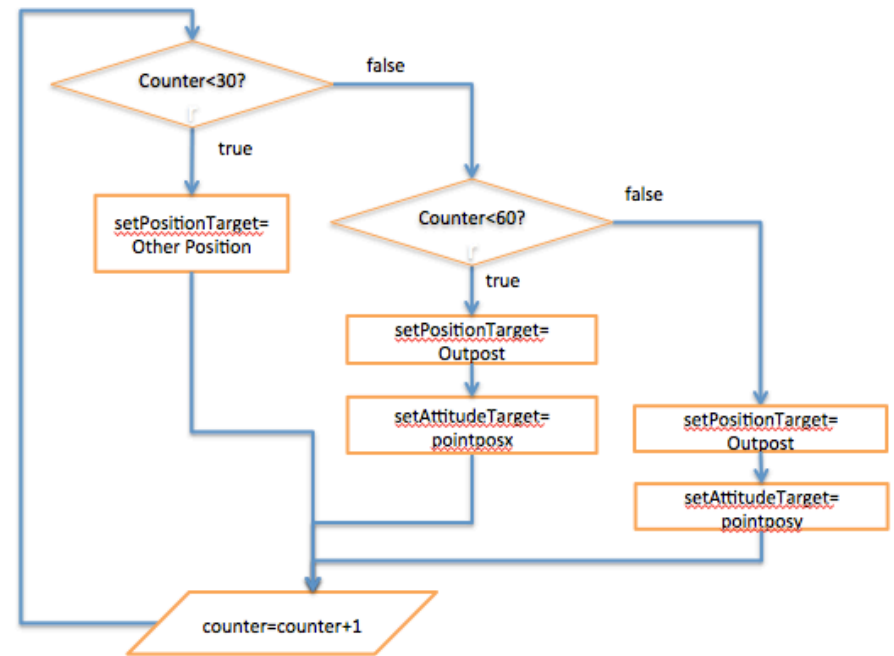 Counter<30?
false
true
setPositionTarget=
Other Position
Counter<60?
false
true
setPositionTarget=
Outpost
setAttitudeTarget=
pointposx
setPositionTarget=
Outpost
setAttitudeTarget=
pointposy
counter=counter+1